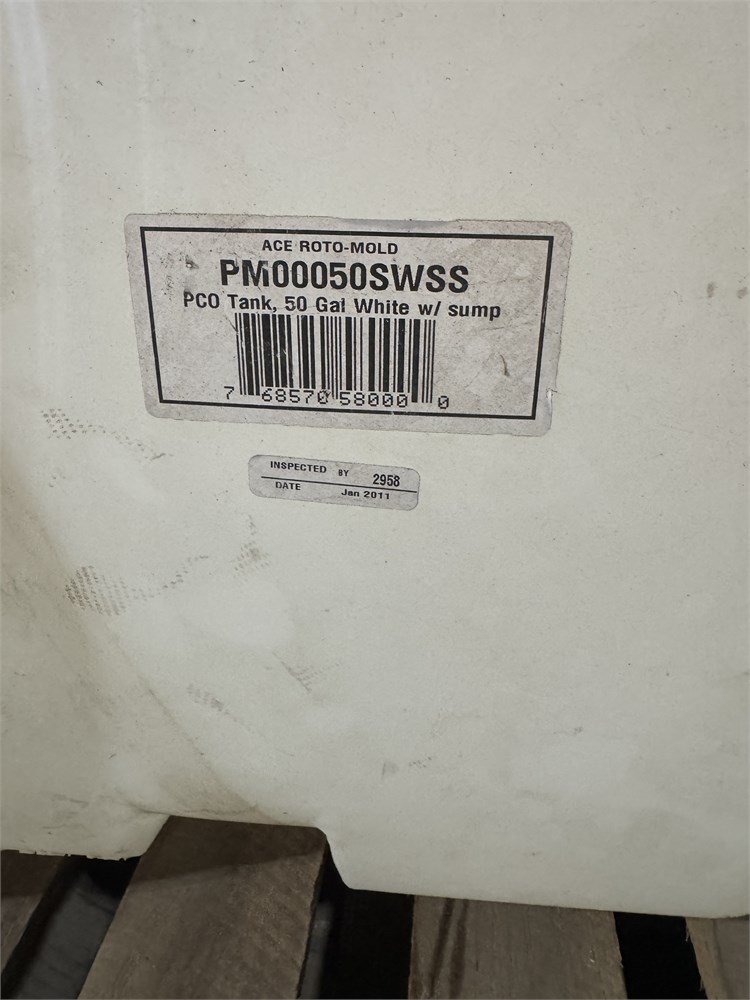 ACE ROTO-MOLD
PM00050SWSS
PCO Tank, 50 Gal White w/ sump
7 68570 58000 0
INSPECTED BY 2958
DATE Jan 2011